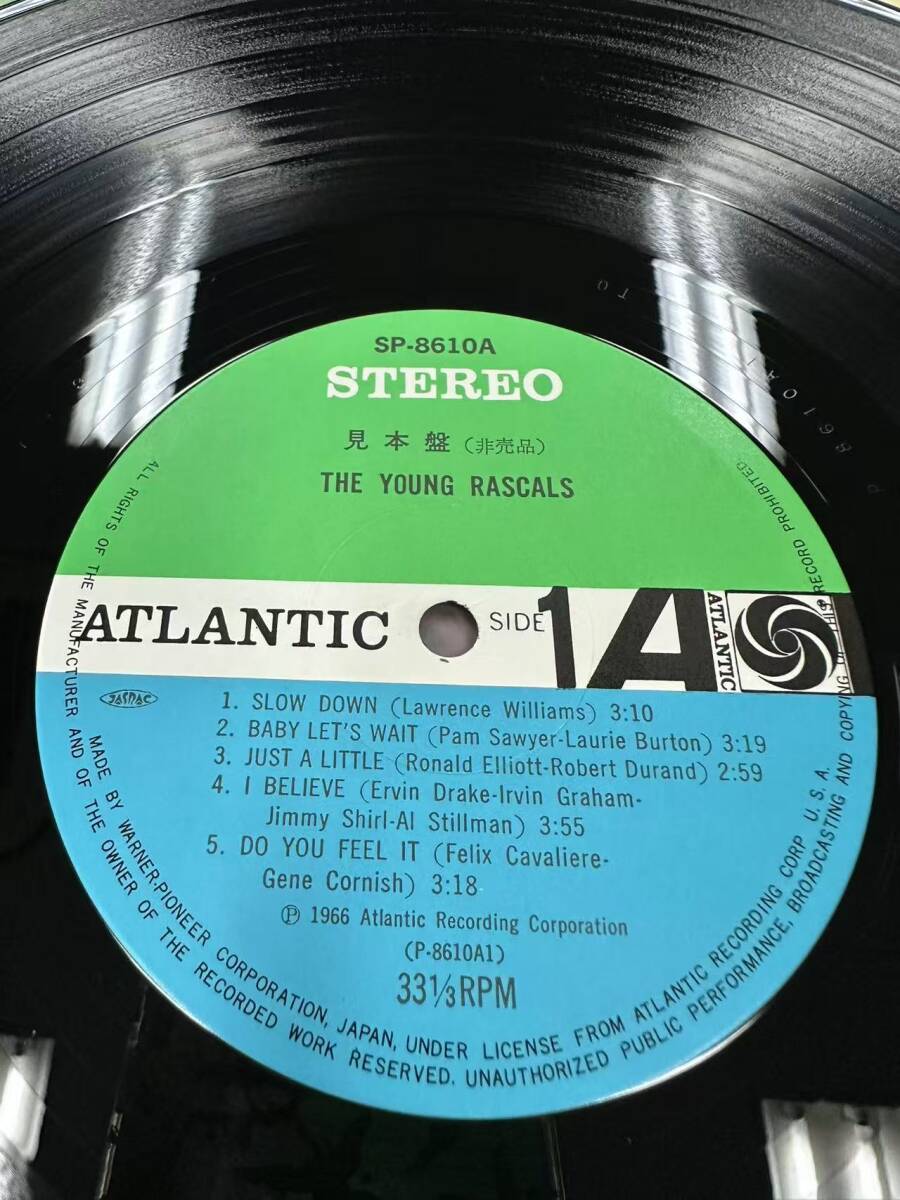 SP-8610A
STEREO
見本盤(非売品)
THE YOUNG RASCALS
ATLANTIC
SIDE 1A
ATLANTIC
JASRAC
1. SLOW DOWN (Lawrence Williams) 3:10
2. BABY LET'S WAIT (Pam Sawyer-Laurie Burton) 3:19
3. JUST A LITTLE (Ronald Elliott-Robert Durand) 2:59
4. I BELIEVE (Ervin Drake-Irvin Graham-
Jimmy Shirl-Al Stillman) 3:55
5. DO YOU FEEL IT (Felix Cavaliere-
Gene Cornish) 3:18
Ⓟ 1966 Atlantic Recording Corporation
(P-8610A1)
33⅓RPM
MADE BY WARNER-PIONEER CORPORATION, JAPAN, UNDER LICENSE FROM ATLANTIC RECORDING CORP. U.S.A.
ALL RIGHTS OF THE MANUFACTURER AND OF THE OWNER OF THE RECORDED WORK RESERVED. UNAUTHORIZED PUBLIC PERFORMANCE, BROADCASTING AND COPYING OF THIS RECORD PROHIBITED.
P 8610A1